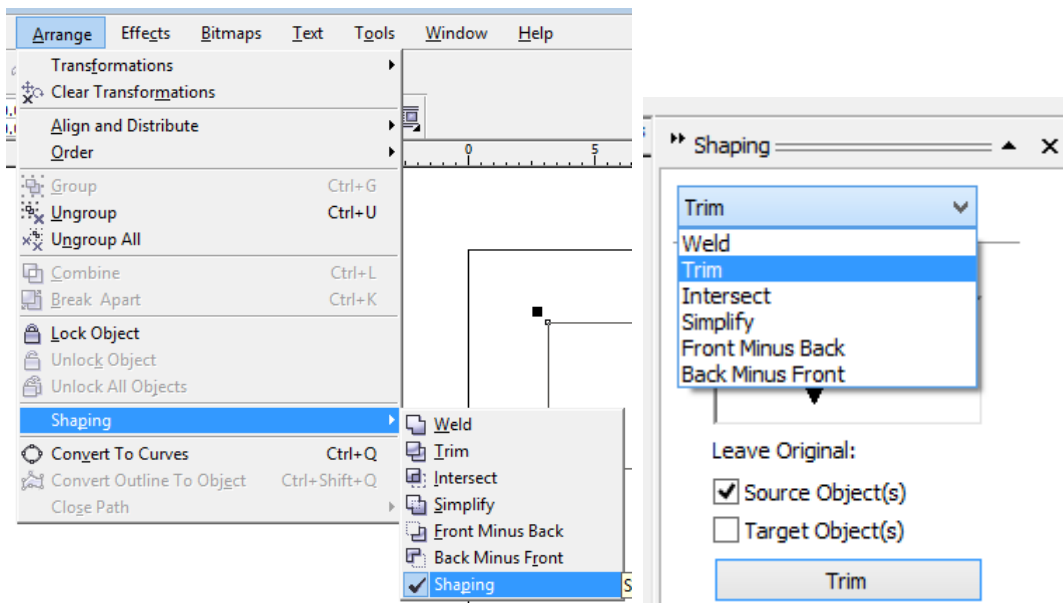 Arrange Effects Bitmaps Text Tools Window Help
Transformations
Clear Transformations
Align and Distribute
Order
Group Ctrl+G
Ungroup Ctrl+U
Ungroup All
Combine Ctrl+L
Break Apart Ctrl+K
Lock Object
Unlock Object
Unlock All Objects
Shaping
Convert To Curves Ctrl+Q
Convert Outline To Object Ctrl+Shift+Q
Close Path
0 5
Weld
Trim
Intersect
Simplify
Front Minus Back
Back Minus Front
Shaping
Shaping
Trim
Weld
Trim
Intersect
Simplify
Front Minus Back
Back Minus Front
Leave Original:
Source Object(s)
Target Object(s)
Trim